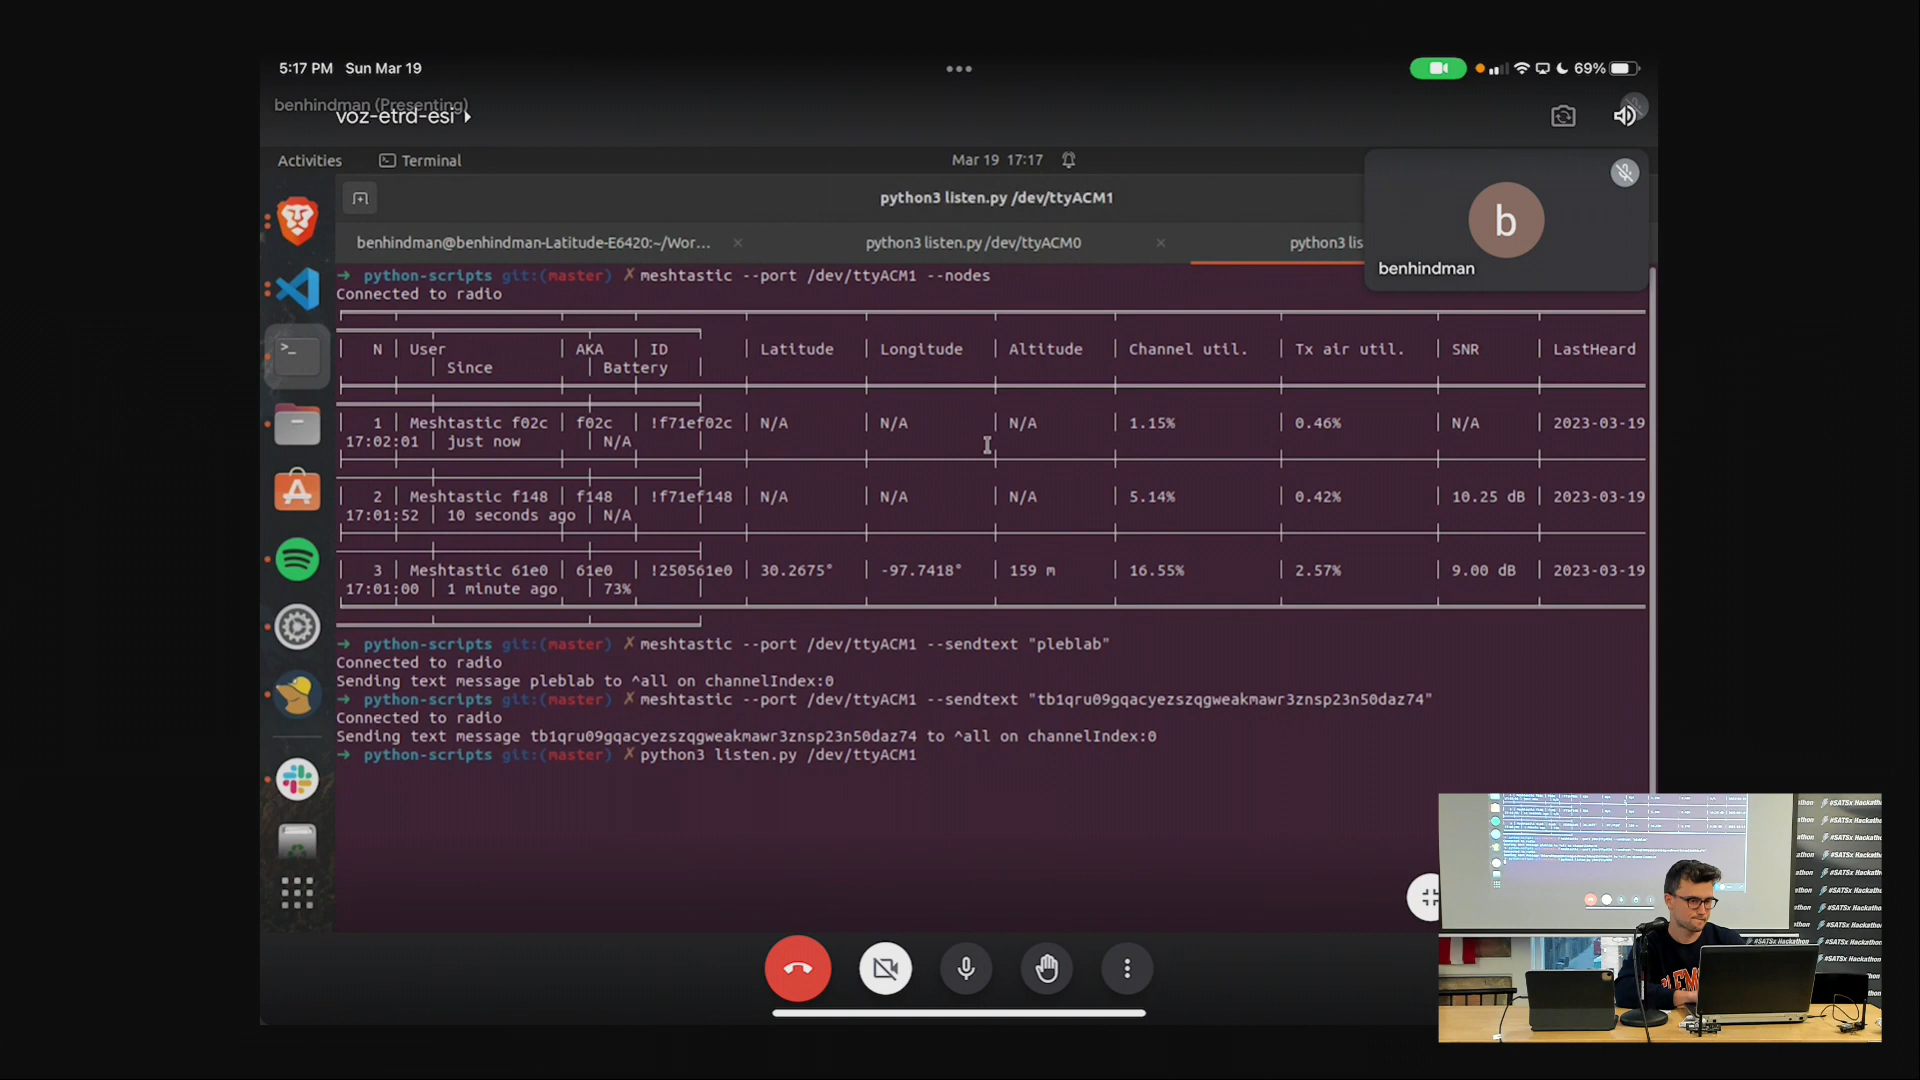 5:17 PM Sun Mar 19
69%
benhindman (Presenting)
voz-etrd-esi
Activities Terminal Mar 19 17:17
python3 listen.py /dev/ttyACM1
benhindman@benhindman-Latitude-E6420:~/Wor... python3 listen.py /dev/ttyACM0 python3 lis
b
benhindman
→ python-scripts git:(master) ✗ meshtastic --port /dev/ttyACM1 --nodes
Connected to radio
| N | User | AKA | ID | Latitude | Longitude | Altitude | Channel util. | Tx air util. | SNR | LastHeard
| Since | Battery |
| 1 | Meshtastic f02c | f02c | !f71ef02c | N/A | N/A | N/A | 1.15% | 0.46% | N/A | 2023-03-19
17:02:01 | just now | N/A |
| 2 | Meshtastic f148 | f148 | !f71ef148 | N/A | N/A | N/A | 5.14% | 0.42% | 10.25 dB | 2023-03-19
17:01:52 | 10 seconds ago | N/A |
| 3 | Meshtastic 61e0 | 61e0 | !250561e0 | 30.2675° | -97.7418° | 159 m | 16.55% | 2.57% | 9.00 dB | 2023-03-19
17:01:00 | 1 minute ago | 73% |
→ python-scripts git:(master) ✗ meshtastic --port /dev/ttyACM1 --sendtext "pleblab"
Connected to radio
Sending text message pleblab to ^all on channelIndex:0
→ python-scripts git:(master) ✗ meshtastic --port /dev/ttyACM1 --sendtext "tb1qru09gqacyezszqgweakmawr3znsp23n50daz74"
Connected to radio
Sending text message tb1qru09gqacyezszqgweakmawr3znsp23n50daz74 to ^all on channelIndex:0
→ python-scripts git:(master) ✗ python3 listen.py /dev/ttyACM1
#SATSx Hackathon